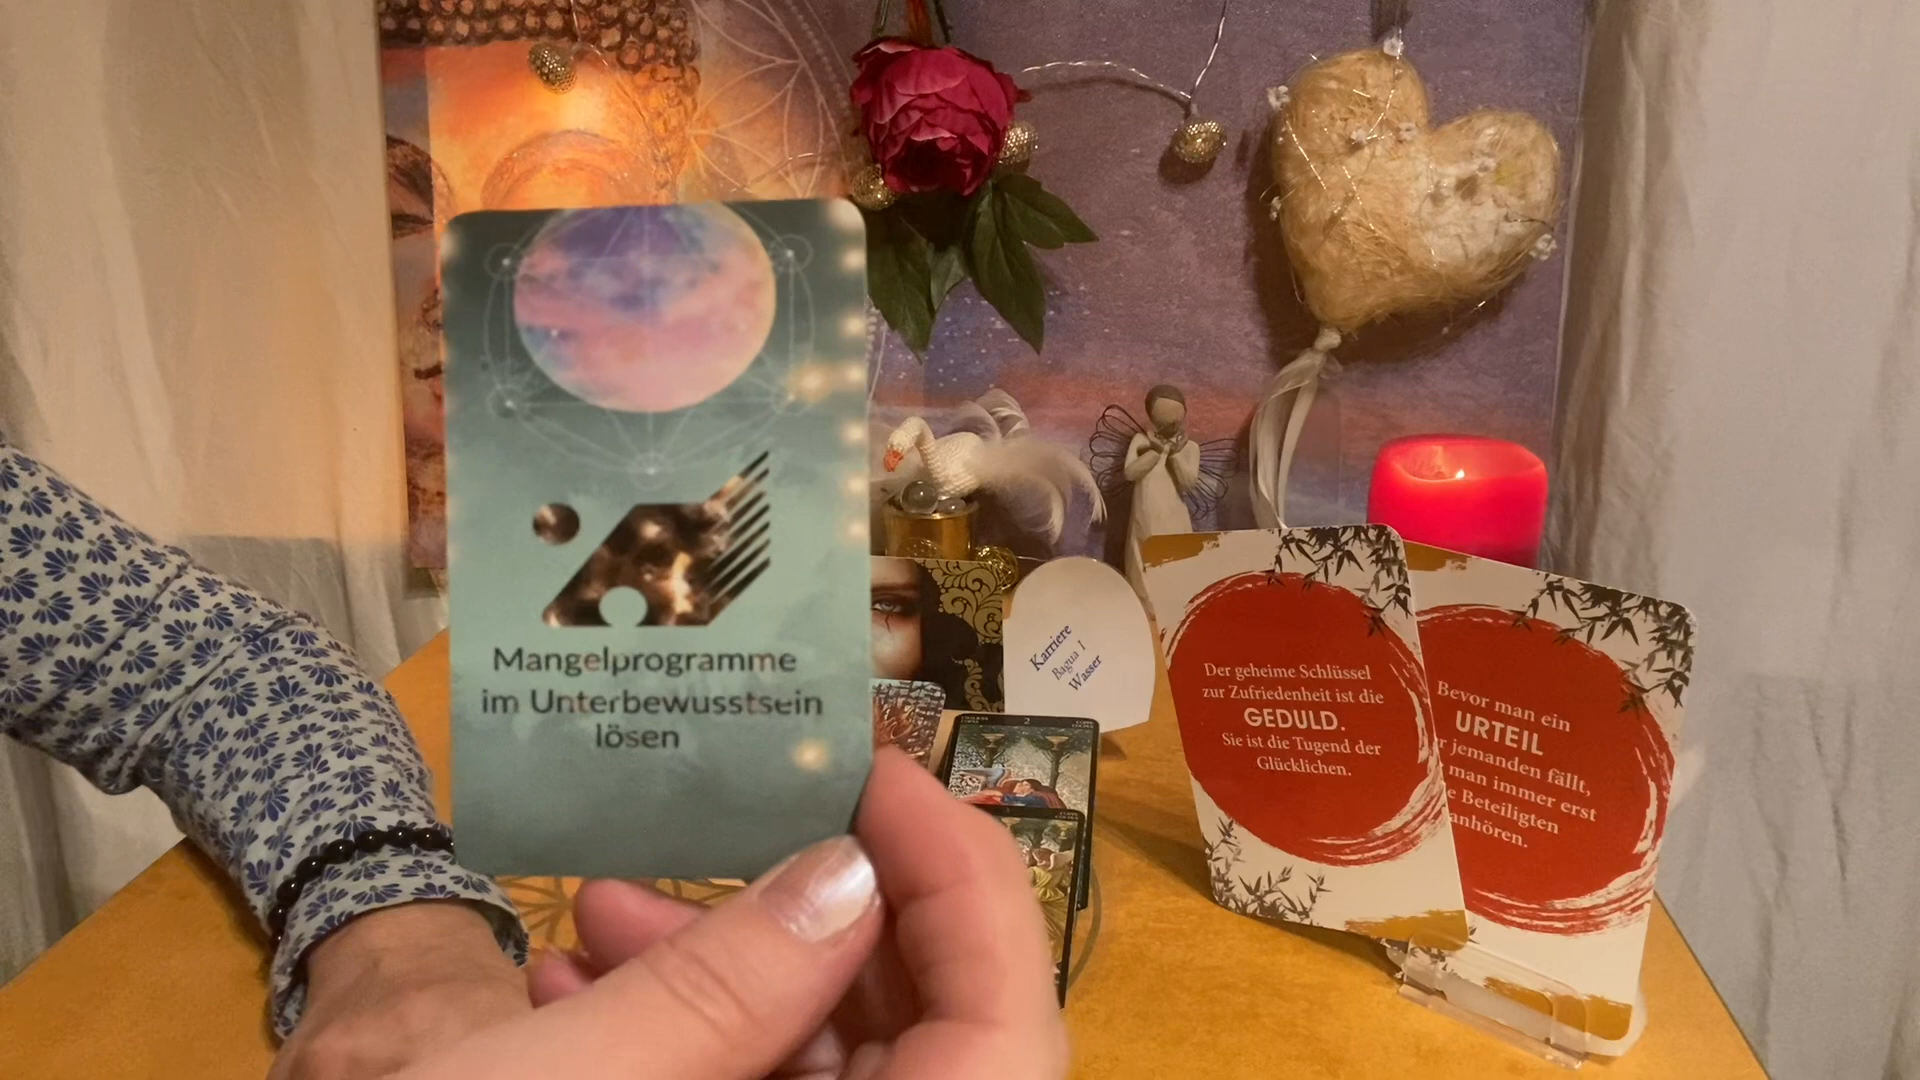 Mangelprogramme
im Unterbewusstsein
lösen
Karriere
Bagua 1
Wasser
Der geheime Schlüssel
zur Zufriedenheit ist die
GEDULD.
Sie ist die Tugend der
Glücklichen.
Bevor man ein
URTEIL
jemanden fällt,
man immer erst
Beteiligten
anhören.
2